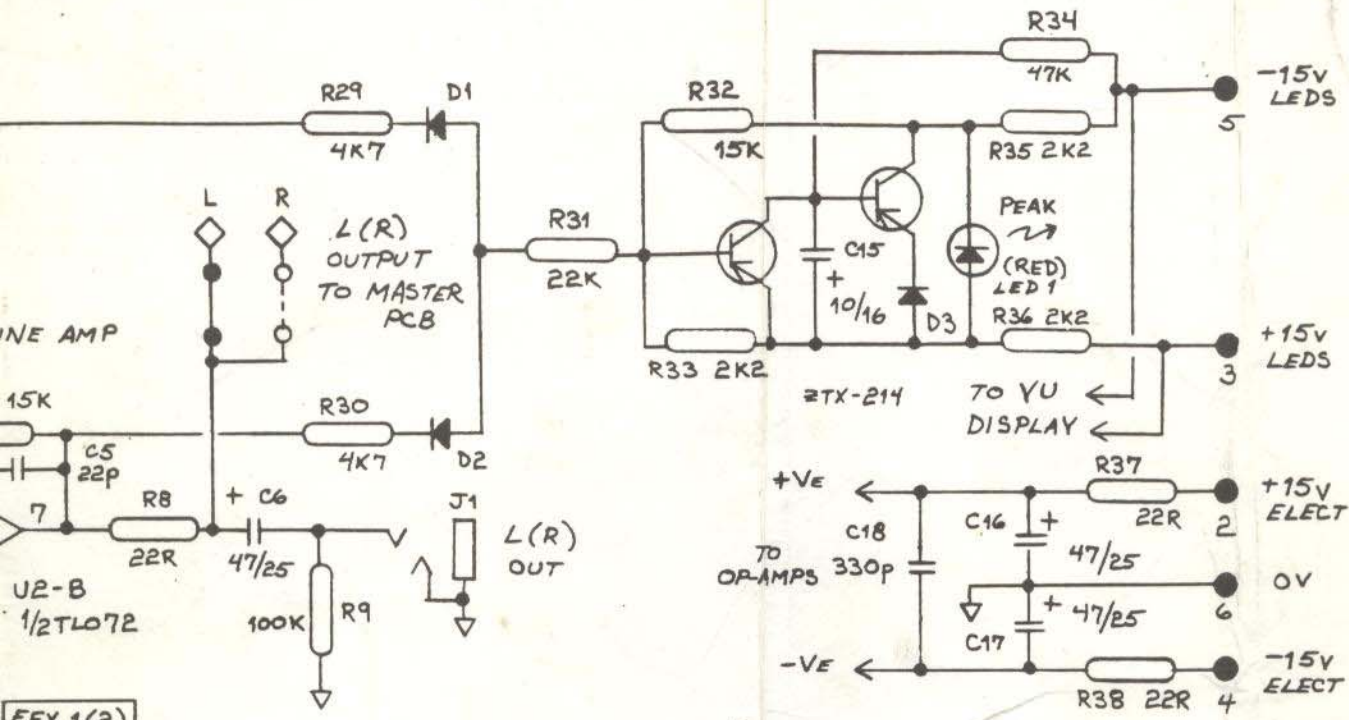 R34
47K
-15V
LEDS
5
R29
4K7
D1
R32
15K
R35 2K2
L
R
L(R)
OUTPUT
TO MASTER
PCB
R31
22K
C15
+
10/16
PEAK
(RED)
LED 1
D3
R36 2K2
R33 2K2
ZTX-214
+15V
LEDS
3
TO VU
DISPLAY
INE AMP
15K
C5
22p
R30
4K7
D2
7
R8
22R
+ C6
47/25
J1
L(R)
OUT
100K
R9
U2-B
1/2TL072
+VE
TO
OP-AMPS
-VE
C18
330p
C16
+
47/25
C17
+
47/25
R37
22R
+15V
ELECT
2
0V
6
R38 22R
-15V
ELECT
4